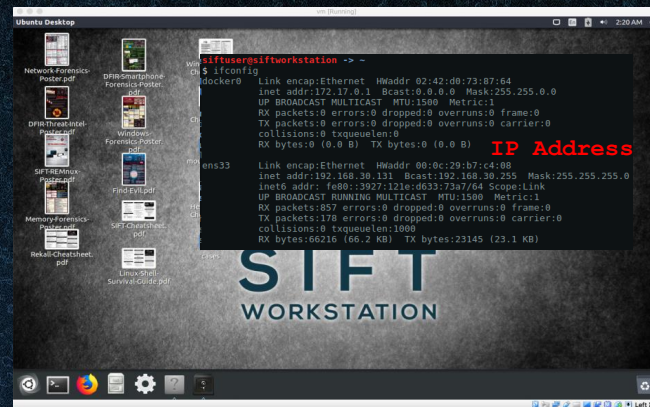 vm [Running]
Ubuntu Desktop
En
2:20 AM
Network-Forensics-
Poster.pdf
DFIR-Smartphone-
Forensics-Poster.
pdf
DFIR-Threat-Intel-
Poster.pdf
Windows-
Forensics-Poster.
pdf
SIFT-REMnux-
Poster.pdf
Find-Evil.pdf
Memory-Forensics-
Poster.pdf
SIFT-Cheatsheet.
pdf
Rekall-Cheatsheet.
pdf
Linux-Shell-
Survival-Guide.pdf
cases
siftuser@siftworkstation -> ~
$ ifconfig
docker0 Link encap:Ethernet HWaddr 02:42:d0:73:87:64
inet addr:172.17.0.1 Bcast:0.0.0.0 Mask:255.255.0.0
UP BROADCAST MULTICAST MTU:1500 Metric:1
RX packets:0 errors:0 dropped:0 overruns:0 frame:0
TX packets:0 errors:0 dropped:0 overruns:0 carrier:0
collisions:0 txqueuelen:0
RX bytes:0 (0.0 B) TX bytes:0 (0.0 B)
IP Address
ens33 Link encap:Ethernet HWaddr 00:0c:29:b7:c4:08
inet addr:192.168.30.131 Bcast:192.168.30.255 Mask:255.255.255.0
inet6 addr: fe80::3927:121e:d633:73a7/64 Scope:Link
UP BROADCAST RUNNING MULTICAST MTU:1500 Metric:1
RX packets:857 errors:0 dropped:0 overruns:0 frame:0
TX packets:178 errors:0 dropped:0 overruns:0 carrier:0
collisions:0 txqueuelen:1000
RX bytes:66216 (66.2 KB) TX bytes:23145 (23.1 KB)
SIFT
WORKSTATION
Left